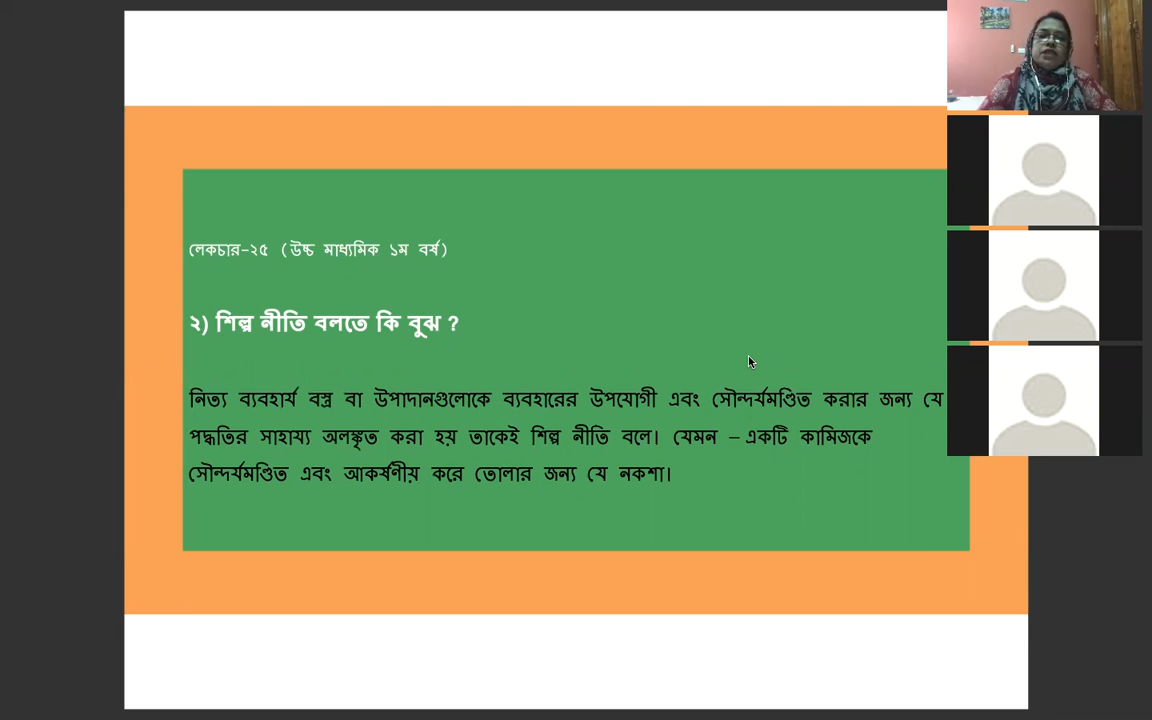 লেকচার-২৫ (উচ্চ মাধ্যমিক ১ম বর্ষ)
২) শিল্প নীতি বলতে কি বুঝ ?
নিত্য ব্যবহার্য বস্ত্র বা উপাদানগুলোকে ব্যবহারের উপযোগী এবং সৌন্দর্যমণ্ডিত করার জন্য যে
পদ্ধতির সাহায্য অলঙ্কৃত করা হয় তাকেই শিল্প নীতি বলে। যেমন – একটি কামিজকে
সৌন্দর্যমণ্ডিত এবং আকর্ষণীয় করে তোলার জন্য যে নকশা।